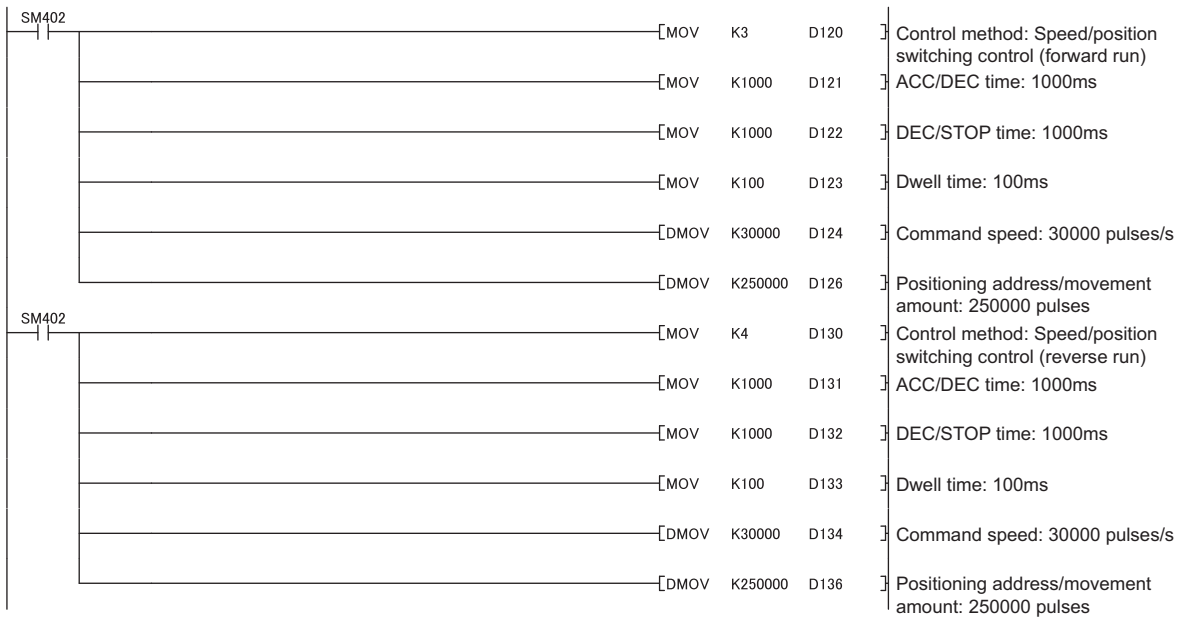 SM402
MOV K3 D120 Control method: Speed/position
switching control (forward run)
MOV K1000 D121 ACC/DEC time: 1000ms
MOV K1000 D122 DEC/STOP time: 1000ms
MOV K100 D123 Dwell time: 100ms
DMOV K30000 D124 Command speed: 30000 pulses/s
DMOV K250000 D126 Positioning address/movement
amount: 250000 pulses
SM402
MOV K4 D130 Control method: Speed/position
switching control (reverse run)
MOV K1000 D131 ACC/DEC time: 1000ms
MOV K1000 D132 DEC/STOP time: 1000ms
MOV K100 D133 Dwell time: 100ms
DMOV K30000 D134 Command speed: 30000 pulses/s
DMOV K250000 D136 Positioning address/movement
amount: 250000 pulses